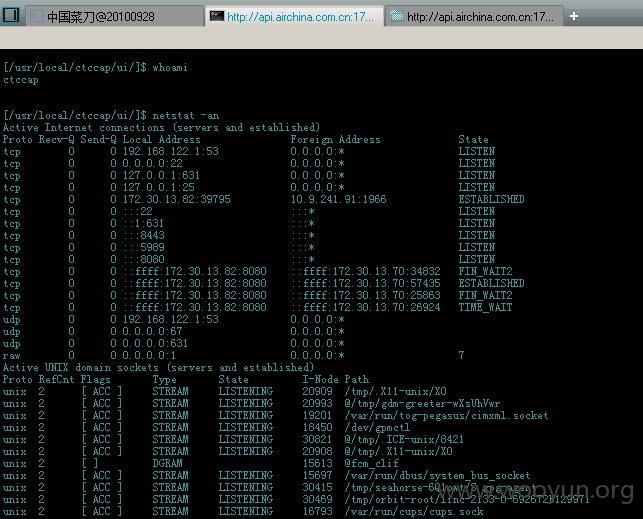 中国菜刀@20100928
http://api.airchina.com.cn:17...
http://api.airchina.com.cn:17...
[/usr/local/ctccap/ui/]$ whoami
ctccap
[/usr/local/ctccap/ui/]$ netstat -an
Active Internet connections (servers and established)
Proto Recv-Q Send-Q Local Address Foreign Address State
tcp 0 0 192.168.122.1:53 0.0.0.0:* LISTEN
tcp 0 0 0.0.0.0:22 0.0.0.0:* LISTEN
tcp 0 0 127.0.0.1:631 0.0.0.0:* LISTEN
tcp 0 0 127.0.0.1:25 0.0.0.0:* LISTEN
tcp 0 0 172.30.13.82:39795 10.9.241.91:1966 ESTABLISHED
tcp 0 0 :::22 :::* LISTEN
tcp 0 0 ::1:631 :::* LISTEN
tcp 0 0 :::8443 :::* LISTEN
tcp 0 0 :::5989 :::* LISTEN
tcp 0 0 :::8080 :::* LISTEN
tcp 0 0 ::ffff:172.30.13.82:8080 ::ffff:172.30.13.70:34832 FIN_WAIT2
tcp 0 0 ::ffff:172.30.13.82:8080 ::ffff:172.30.13.70:57435 ESTABLISHED
tcp 0 0 ::ffff:172.30.13.82:8080 ::ffff:172.30.13.70:25863 FIN_WAIT2
tcp 0 0 ::ffff:172.30.13.82:8080 ::ffff:172.30.13.70:26924 TIME_WAIT
udp 0 0 192.168.122.1:53 0.0.0.0:*
udp 0 0 0.0.0.0:67 0.0.0.0:*
udp 0 0 0.0.0.0:631 0.0.0.0:*
raw 0 0 0.0.0.0:1 0.0.0.0:* 7
Active UNIX domain sockets (servers and established)
Proto RefCnt Flags Type State I-Node Path
unix 2 [ ACC ] STREAM LISTENING 20909 /tmp/.X11-unix/X0
unix 2 [ ACC ] STREAM LISTENING 20993 @/tmp/gdm-greeter-wXsUhVwr
unix 2 [ ACC ] STREAM LISTENING 19201 /var/run/tog-pegasus/cimxml.socket
unix 2 [ ACC ] STREAM LISTENING 18450 /dev/gpmctl
unix 2 [ ACC ] STREAM LISTENING 30821 @/tmp/.ICE-unix/8421
unix 2 [ ACC ] STREAM LISTENING 20908 @/tmp/.X11-unix/X0
unix 2 [ ] DGRAM 15613 @fcm_clif
unix 2 [ ACC ] STREAM LISTENING 15697 /var/run/dbus/system_bus_socket
unix 2 [ ACC ] STREAM LISTENING 30415
unix 2 [ ACC ] STREAM LISTENING 30469
unix 2 [ ACC ] STREAM LISTENING 16793 /var/run/cups/cups.sock
www.wooyun.org